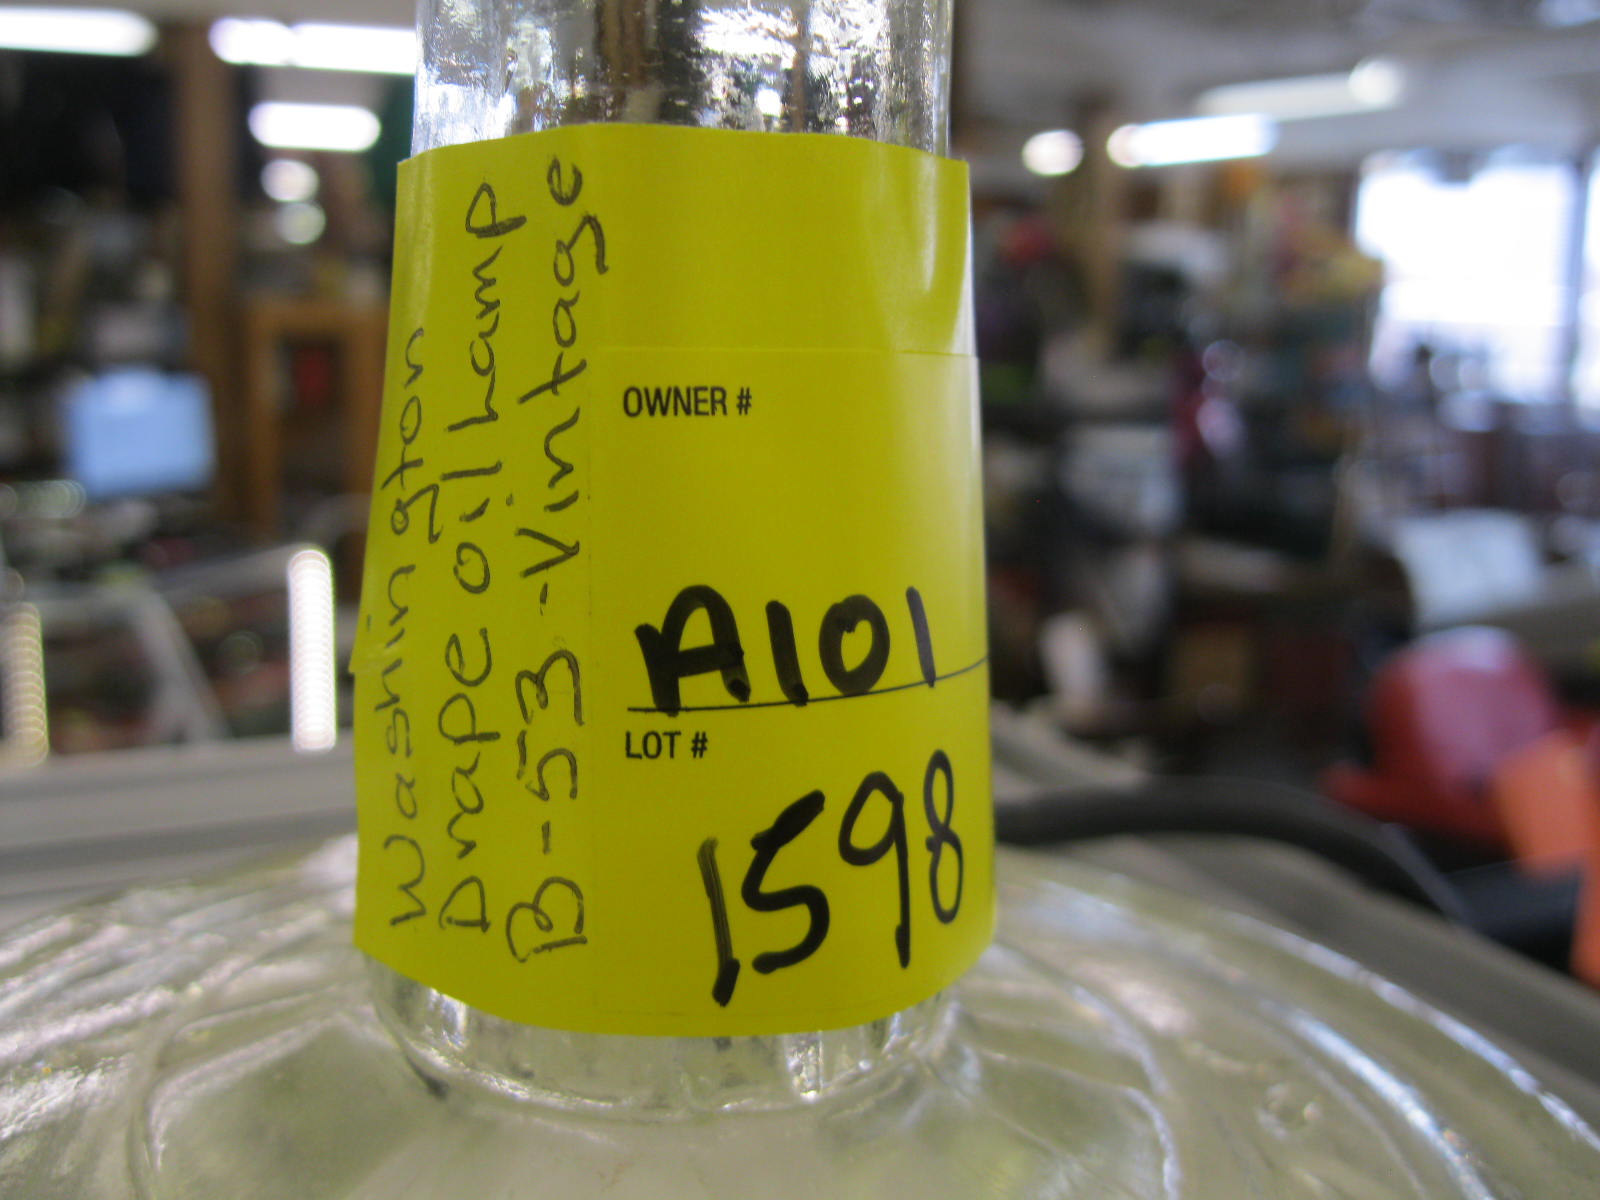 Washington
Drape oil Lamp
B-53-Vintage
OWNER #
A101
LOT #
1598